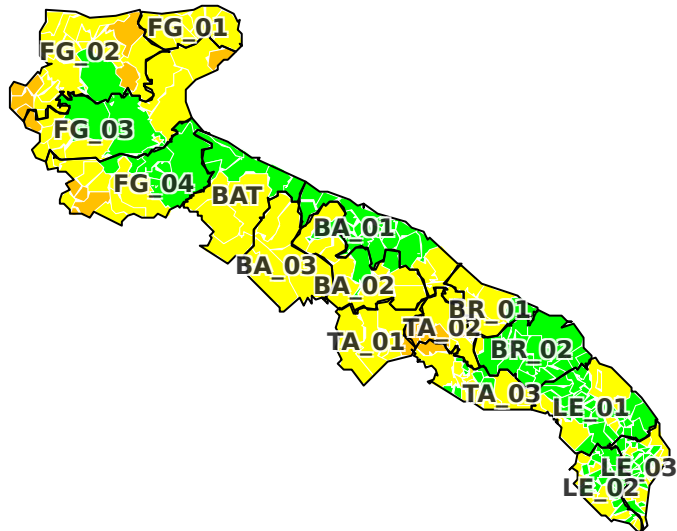 FG_01
FG_02
FG_03
FG_04
BAT
BA_01
BA_03
BA_02
BR_01
TA_02
TA_01
BR_02
TA_03
LE_01
LE_03
LE_02